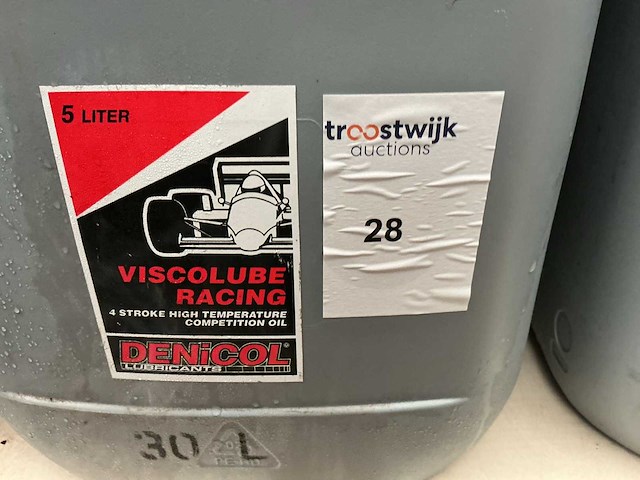 5 LITER
VISCOLUBE
RACING
4 STROKE HIGH TEMPERATURE
COMPETITION OIL
DENiCOL®
LUBRICANTS
troostwijk
auctions
28
30 L